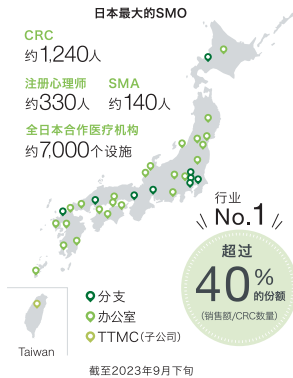 日本最大的SMO
CRC
约1,240人
注册心理师 SMA
约330人 约140人
全日本合作医疗机构
约7,000个设施
行业
No.1
超过
40%
的份额
(销售额/CRC数量)
分支
办公室
TTMC(子公司)
Taiwan
截至2023年9月下旬